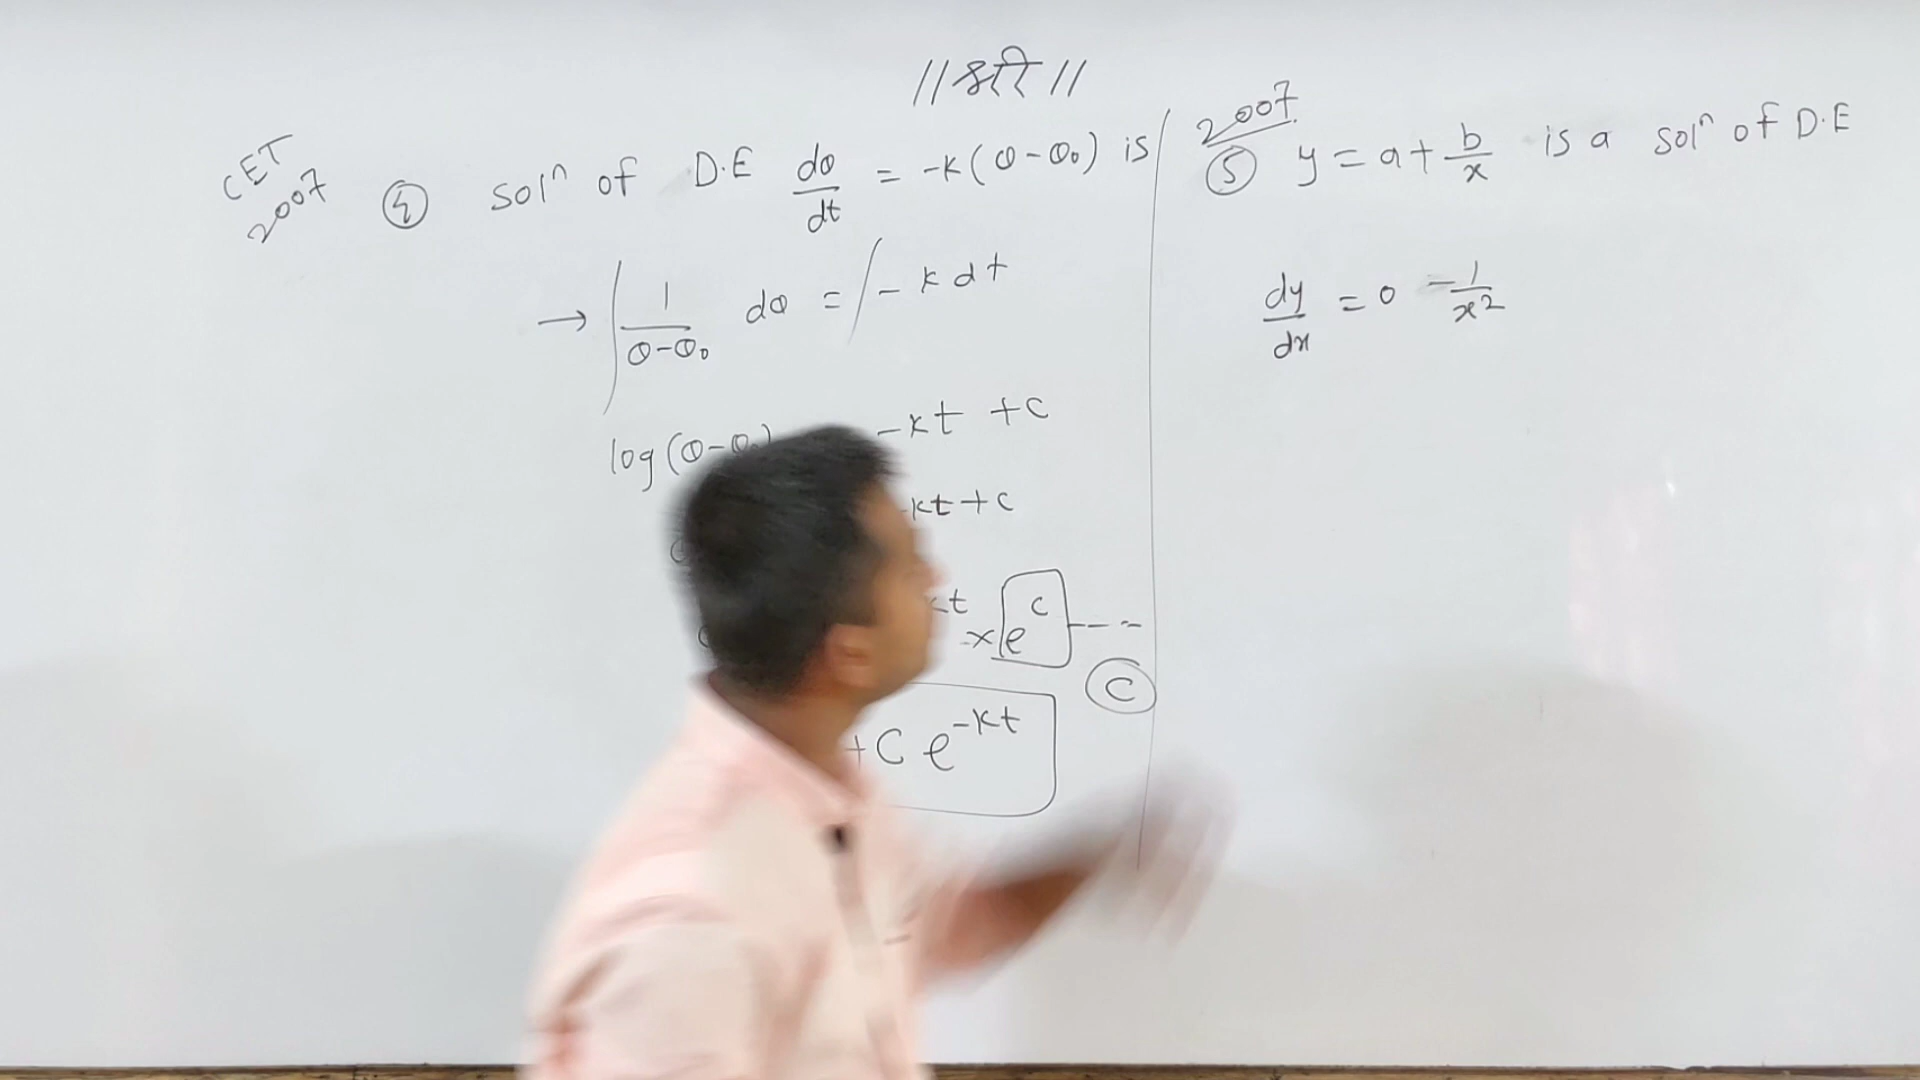 //श्री//
CET
2007
④ solⁿ of D.E dθ/dt = -k(θ-θ₀) is
→ ∫ 1/(θ-θ₀) dθ = ∫ -k dt
log(θ-θ₀) -kt +c
kt+c
kt × e^c ----
©
+C e^-kt
2007
⑤ y = a + b/x is a solⁿ of D.E
dy/dx = 0 - 1/x²